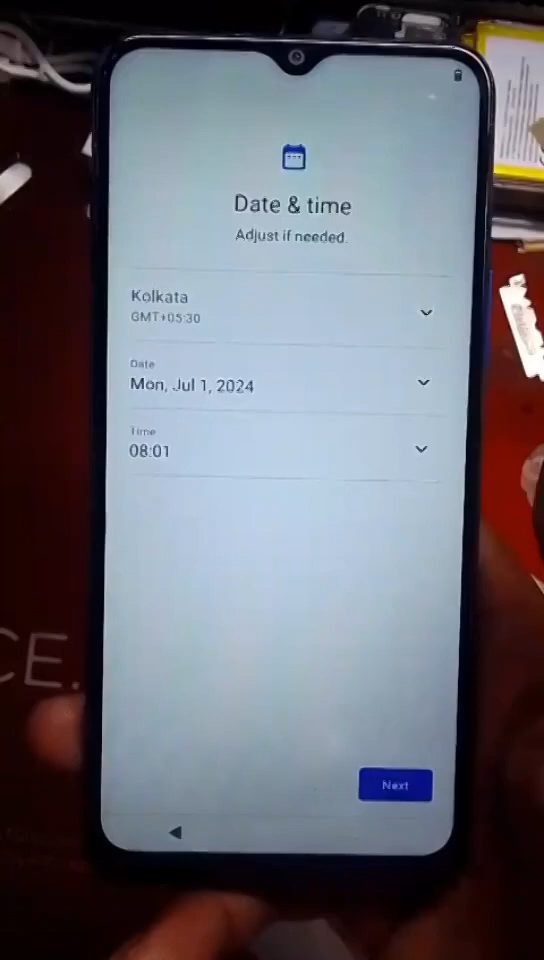 Date & time
Adjust if needed.
Kolkata
GMT+05:30
Date
Mon, Jul 1, 2024
Time
08:01
Next
CE.